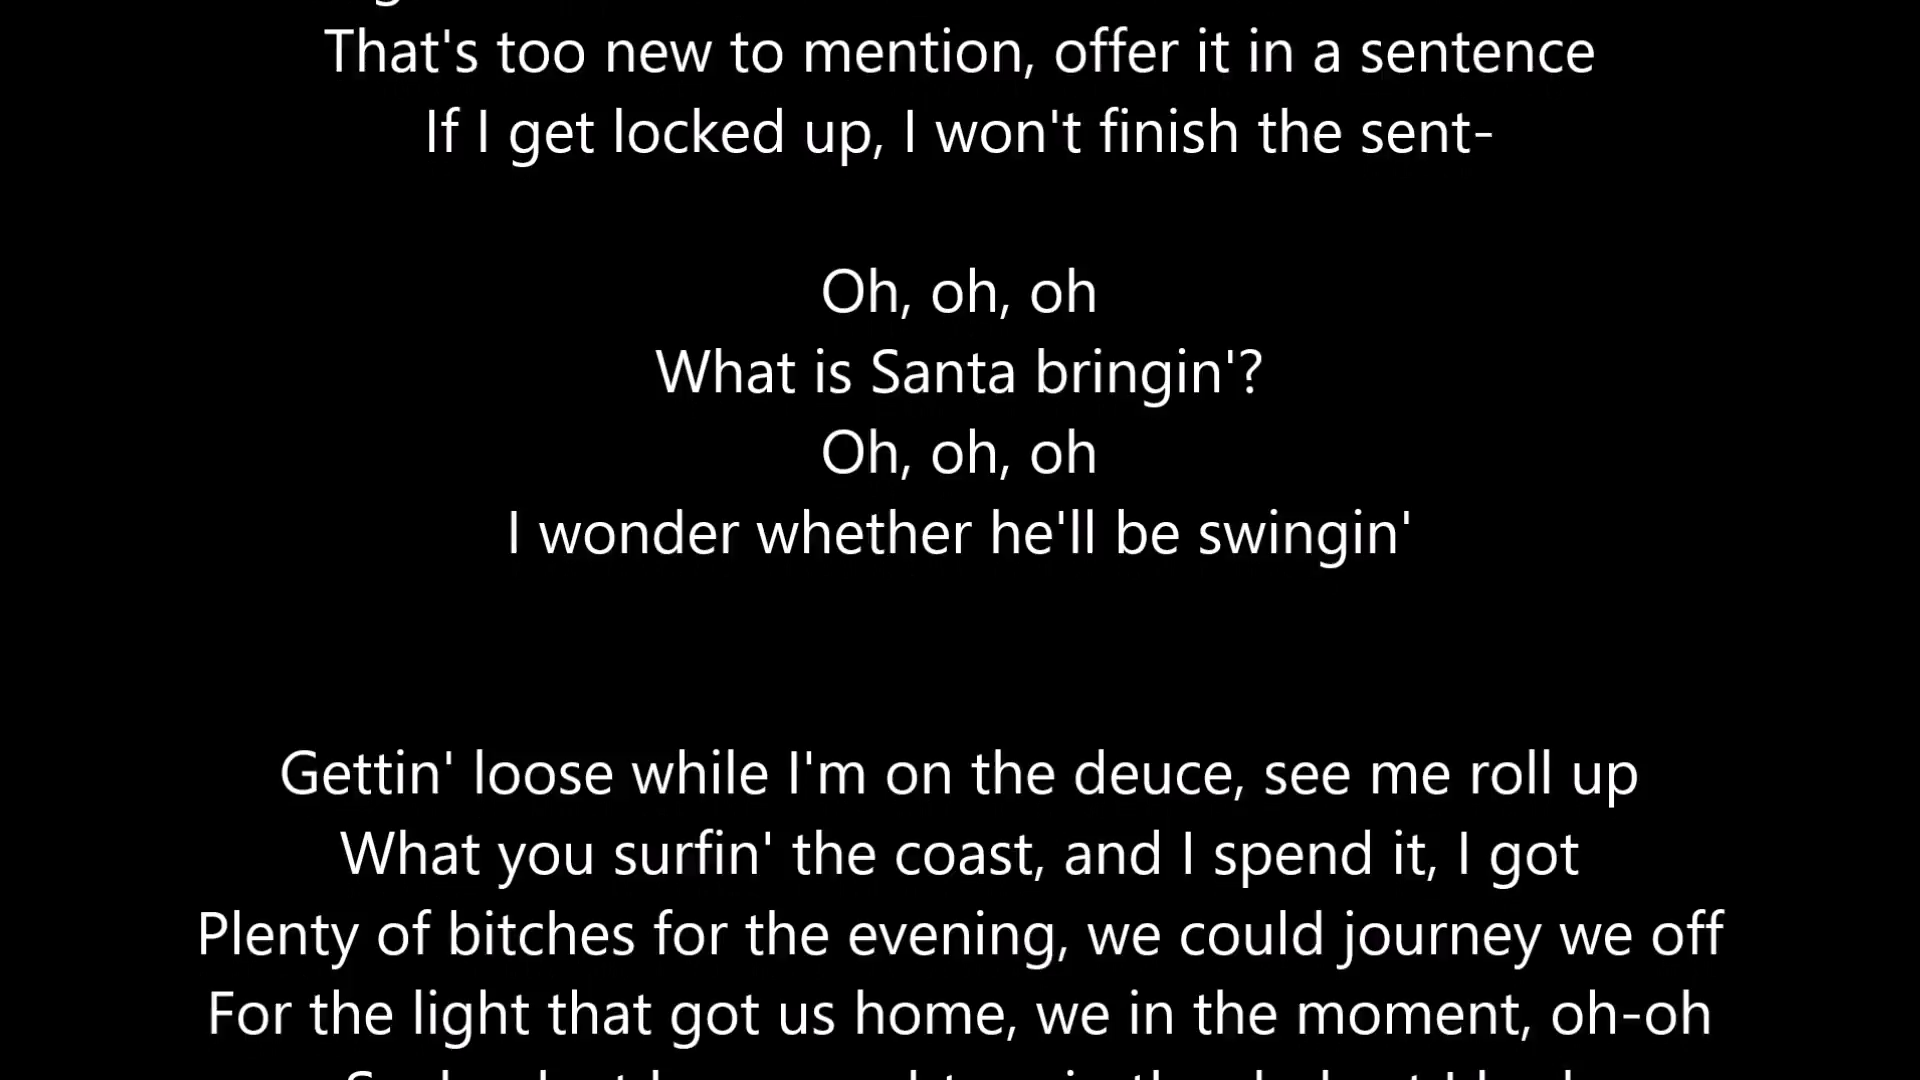 That's too new to mention, offer it in a sentence
If I get locked up, I won't finish the sent-
Oh, oh, oh
What is Santa bringin'?
Oh, oh, oh
I wonder whether he'll be swingin'
Gettin' loose while I'm on the deuce, see me roll up
What you surfin' the coast, and I spend it, I got
Plenty of bitches for the evening, we could journey we off
For the light that got us home, we in the moment, oh-oh